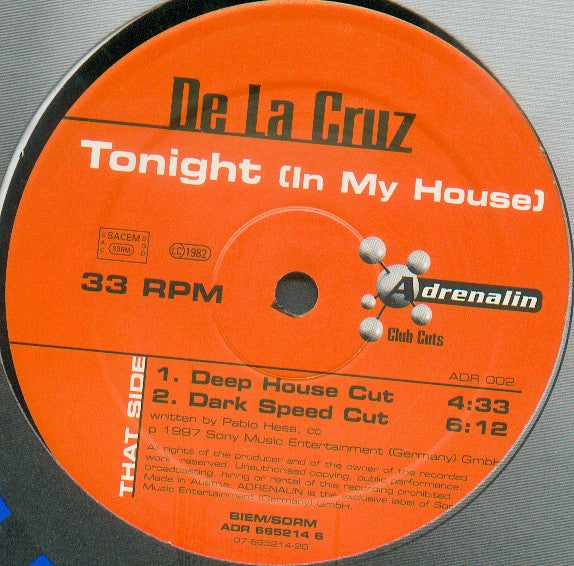 De La Cruz
Tonight (In My House)
SACEM
SDRM
LC 1982
33 RPM
Adrenalin
Club Cuts
ADR 002
THAT SIDE
1. Deep House Cut 4:33
2. Dark Speed Cut 6:12
written by Pablo Hess, cc
p 1997 Sony Music Entertainment (Germany) GmbH
All rights of the producer and of the owner of the recorded
work reserved. Unauthorised copying, public performance,
broadcasting, hiring or rental of this recording prohibited
Made in Austria. ADRENALIN is the exclusive label of Sony
Music Entertainment (Germany) GmbH.
BIEM/SDRM
ADR 665214 6
07-665214-20